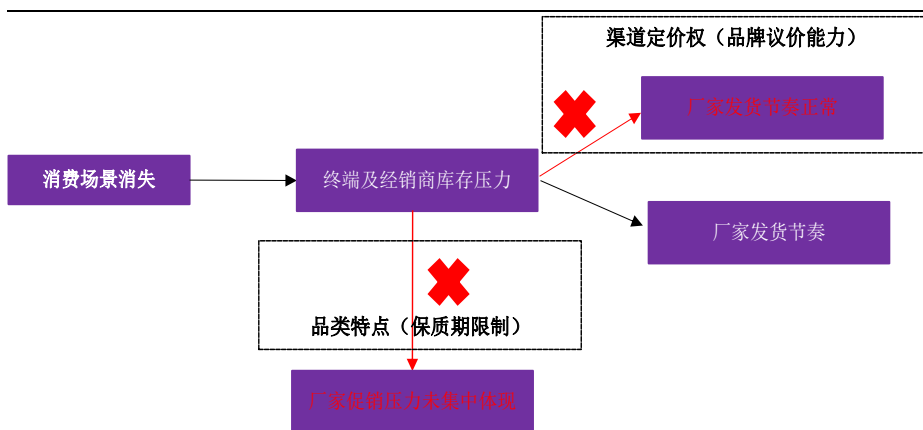 渠道定价权（品牌议价能力）
厂家发货节奏正常
消费场景消失
终端及经销商库存压力
厂家发货节奏
品类特点（保质期限制）
厂家促销压力未集中体现